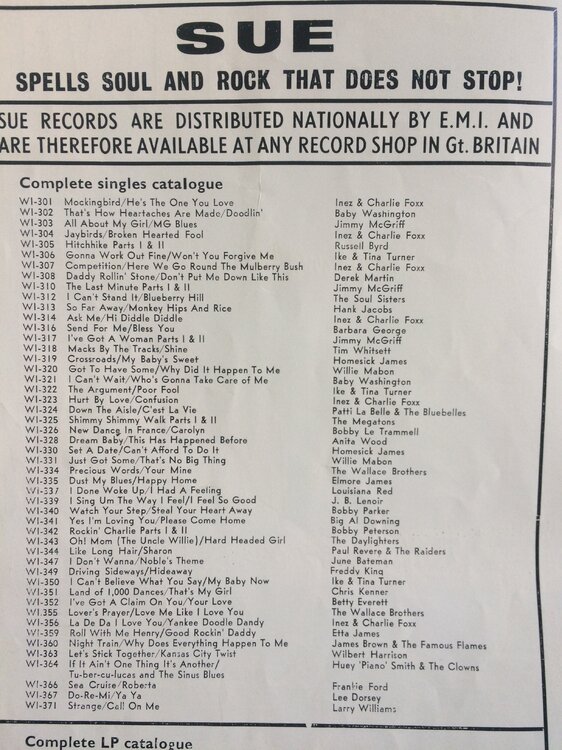 SUE
SPELLS SOUL AND ROCK THAT DOES NOT STOP!
SUE RECORDS ARE DISTRIBUTED NATIONALLY BY E.M.I. AND
ARE THEREFORE AVAILABLE AT ANY RECORD SHOP IN Gt. BRITAIN
Complete singles catalogue
WI-301 Mockingbird/He's The One You Love Inez & Charlie Foxx
WI-302 That's How Heartaches Are Made/Doodlin' Baby Washington
WI-303 All About My Girl/MG Blues Jimmy McGriff
WI-304 Jaybirds/Broken Hearted Fool Inez & Charlie Foxx
WI-305 Hitchhike Parts I & II Russell Byrd
WI-306 Gonna Work Out Fine/Won't You Forgive Me Ike & Tina Turner
WI-307 Competition/Here We Go Round The Mulberry Bush Inez & Charlie Foxx
WI-308 Daddy Rollin' Stone/Don't Put Me Down Like This Derek Martin
WI-310 The Last Minute Parts I & II Jimmy McGriff
WI-312 I Can't Stand It/Blueberry Hill The Soul Sisters
WI-313 So Far Away/Monkey Hips And Rice Hank Jacobs
WI-314 Ask Me/Hi Diddle Diddle Inez & Charlie Foxx
WI-316 Send For Me/Bless You Barbara George
WI-317 I've Got A Woman Parts I & II Jimmy McGriff
WI-318 Macks By The Tracks/Shine Tim Whitsett
WI-319 Crossroads/My Baby's Sweet Homesick James
WI-320 Got To Have Some/Why Did It Happen To Me Willie Mabon
WI-321 I Can't Wait/Who's Gonna Take Care of Me Baby Washington
WI-322 The Argument/Poor Fool Ike & Tina Turner
WI-323 Hurt By Love/Confusion Inez & Charlie Foxx
WI-324 Down The Aisle/C'est La Vie Patti La Belle & The Bluebelles
WI-325 Shimmy Shimmy Walk Parts I & II The Megatons
WI-326 New Dance In France/Carolyn Bobby Le Trammell
WI-328 Dream Baby/This Has Happened Before Anita Wood
WI-330 Set A Date/Can't Afford To Do It Homesick James
WI-331 Just Got Some/That's No Big Thing Willie Mabon
WI-334 Precious Words/Your Mine The Wallace Brothers
WI-335 Dust My Blues/Happy Home Elmore James
WI-337 I Done Woke Up/I Had A Feeling Louisiana Red
WI-339 I Sing Um The Way I Feel/I Feel So Good J. B. Lenoir
WI-340 Watch Your Step/Steal Your Heart Away Bobby Parker
WI-341 Yes I'm Loving You/Please Come Home Big Al Downing
WI-342 Rockin' Charlie Parts I & II Bobby Peterson
WI-343 Oh! Mom (The Uncle Willie)/Hard Headed Girl The Daylighters
WI-344 Like Long Hair/Sharon Paul Revere & The Raiders
WI-347 I Don't Wanna/Noble's Theme June Bateman
WI-349 Driving Sideways/Hideaway Freddy King
WI-350 I Can't Believe What You Say/My Baby Now Ike & Tina Turner
WI-351 Land of 1,000 Dances/That's My Girl Chris Kenner
WI-352 I've Got A Claim On You/Your Love Betty Everett
WI-355 Lover's Prayer/Love Me Like I Love You The Wallace Brothers
WI-356 La De Da I Love You/Yankee Doodle Dandy Inez & Charlie Foxx
WI-359 Roll With Me Henry/Good Rockin' Daddy Etta James
WI-360 Night Train/Why Does Everything Happen To Me James Brown & The Famous Flames
WI-363 Let's Stick Together/Kansas City Twist Wilbert Harrison
WI-364 If It Ain't One Thing It's Another/ Huey 'Piano' Smith & The Clowns
Tu-ber-cu-lucas and The Sinus Blues
WI-366 Sea Cruise/Roberta Frankie Ford
WI-367 Do-Re-Mi/Ya Ya Lee Dorsey
WI-371 Strange/Call On Me Larry Williams
Complete LP catalogue